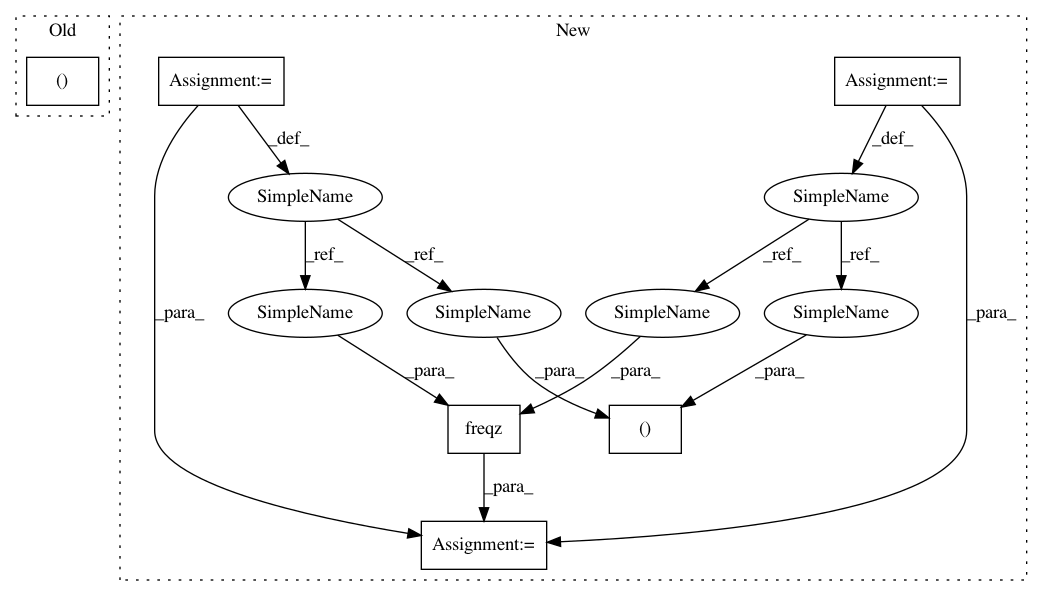 Old
New
()
Assignment:=
Assignment:=
_def_
_def_
SimpleName
SimpleName
_ref_
_ref_
_ref_
_ref_
SimpleName
SimpleName
SimpleName
SimpleName
_para_
_para_
_para_
_para_
_para_
_para_
freqz
()
_para_
Assignment:=